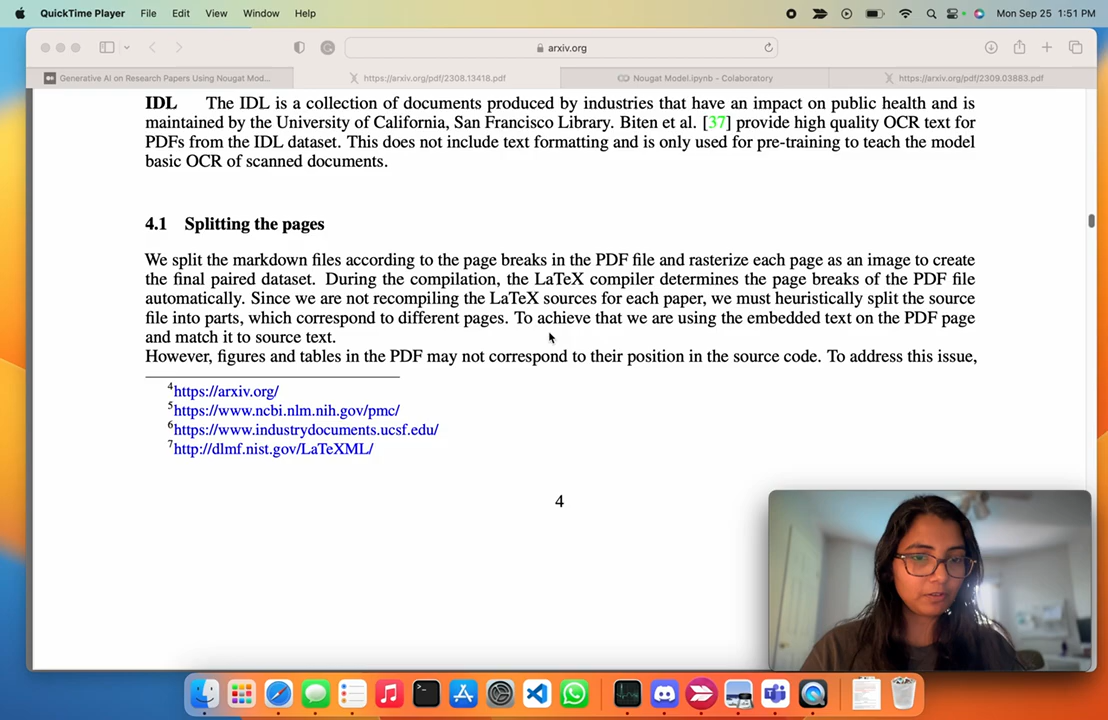 QuickTime Player File Edit View Window Help
Mon Sep 25 1:51 PM
arxiv.org
Generative AI on Research Papers Using Nougat Mod...
https://arxiv.org/pdf/2308.13418.pdf
Nougat Model.ipynb - Colaboratory
https://arxiv.org/pdf/2309.03883.pdf
IDL The IDL is a collection of documents produced by industries that have an impact on public health and is
maintained by the University of California, San Francisco Library. Biten et al. [37] provide high quality OCR text for
PDFs from the IDL dataset. This does not include text formatting and is only used for pre-training to teach the model
basic OCR of scanned documents.
4.1 Splitting the pages
We split the markdown files according to the page breaks in the PDF file and rasterize each page as an image to create
the final paired dataset. During the compilation, the LaTeX compiler determines the page breaks of the PDF file
automatically. Since we are not recompiling the LaTeX sources for each paper, we must heuristically split the source
file into parts, which correspond to different pages. To achieve that we are using the embedded text on the PDF page
and match it to source text.
However, figures and tables in the PDF may not correspond to their position in the source code. To address this issue,
4https://arxiv.org/
5https://www.ncbi.nlm.nih.gov/pmc/
6https://www.industrydocuments.ucsf.edu/
7http://dlmf.nist.gov/LaTeXML/
4